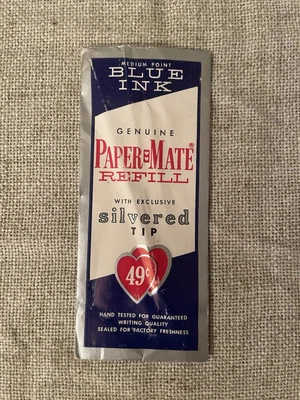 MEDIUM POINT
BLUE
INK
GENUINE
PAPER MATE®
REFILL
WITH EXCLUSIVE
silvered
TIP
49¢
HAND TESTED FOR GUARANTEED
WRITING QUALITY
SEALED FOR FACTORY FRESHNESS